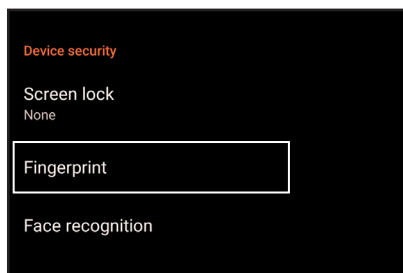 Device security
Screen lock
None
Fingerprint
Face recognition